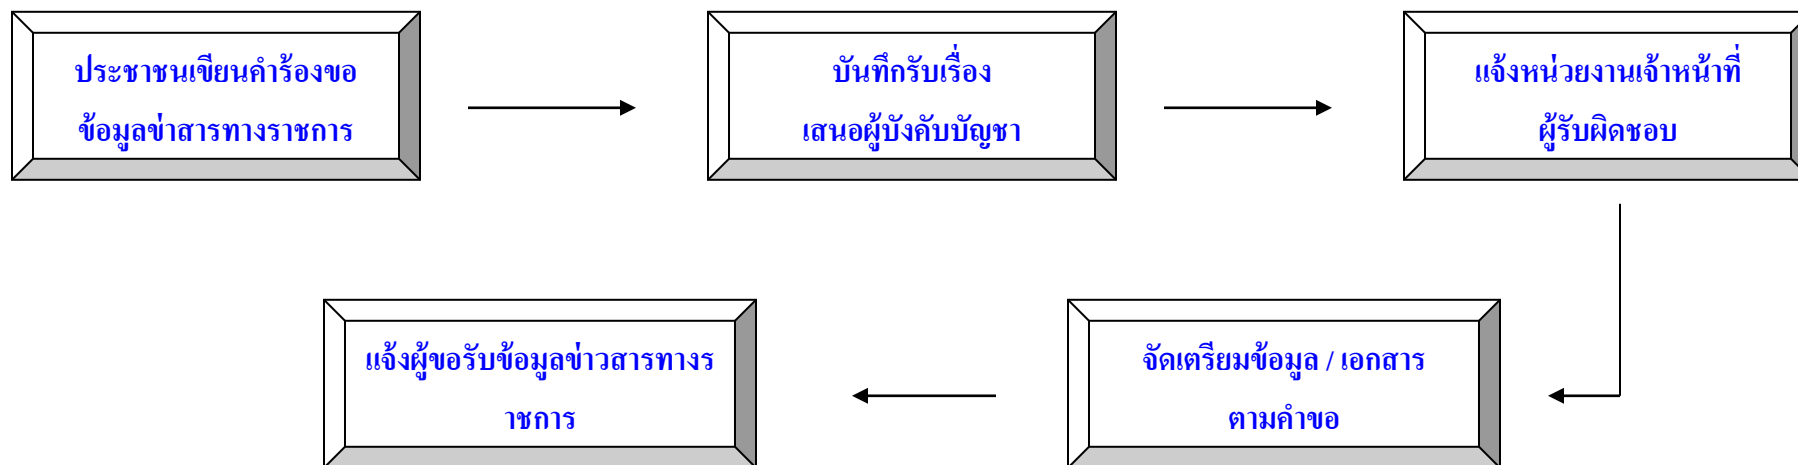 ประชาชนเขียนคำร้องขอ
ข้อมูลข่าสารทางราชการ
บันทึกรับเรื่อง
เสนอผู้บังคับบัญชา
แจ้งหน่วยงานเจ้าหน้าที่
ผู้รับผิดชอบ
จัดเตรียมข้อมูล / เอกสาร
ตามคำขอ
แจ้งผู้ขอรับข้อมูลข่าวสารทางร
าชการ